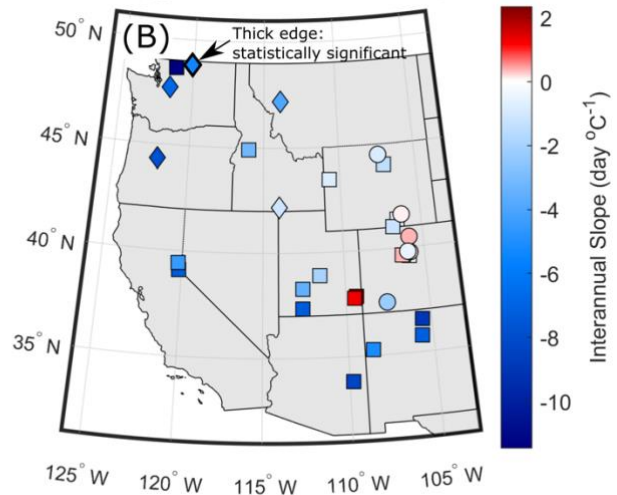 50° N
(B)
Thick edge:
statistically significant
45° N
40° N
35° N
125° W
120° W
115° W
110° W
105° W
2
0
-2
-4
-6
-8
-10
Interannual Slope (day °C⁻¹)